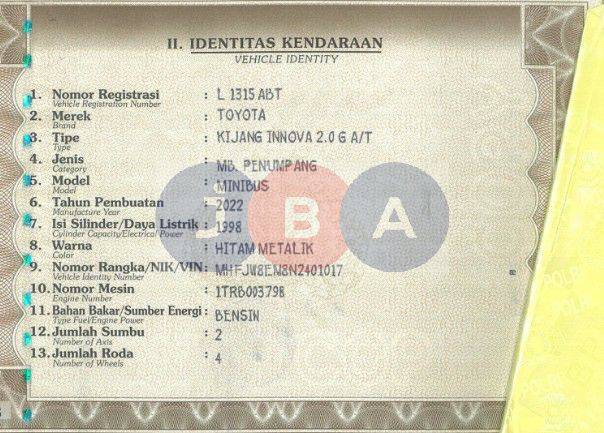 II. IDENTITAS KENDARAAN
VEHICLE IDENTITY
1. Nomor Registrasi : L 1315 ABT
Vehicle Registration Number
2. Merek : TOYOTA
Brand
3. Tipe : KIJANG INNOVA 2.0 G A/T
Type
4. Jenis : MB. PENUMPANG
Category
5. Model : MINIBUS
Model
6. Tahun Pembuatan : 2022
Manufacture Year
7. Isi Silinder/Daya Listrik : 1998
Cylinder Capacity/Electrical Power
8. Warna : HITAM METALIK
Color
9. Nomor Rangka/NIK/VIN : MHFJW8EM8N2401017
Vehicle Identity Number
10. Nomor Mesin : 1TRB003798
Engine Number
11. Bahan Bakar/Sumber Energi : BENSIN
Type Fuel/Engine Power
12. Jumlah Sumbu : 2
Number of Axis
13. Jumlah Roda : 4
Number of Wheels
iBA